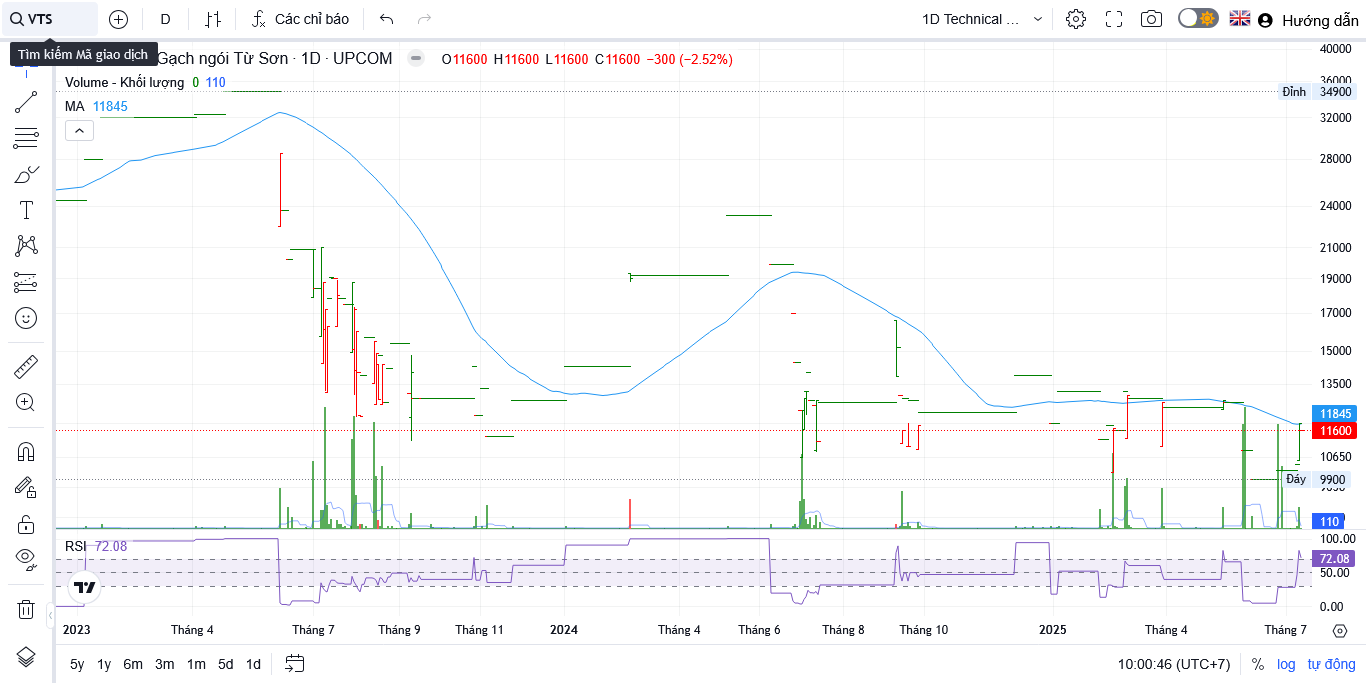 VTS
D
Các chỉ báo
1D Technical ...
Hướng dẫn
Tìm kiếm Mã giao dịch
Gạch ngói Từ Sơn · 1D · UPCOM
O11600 H11600 L11600 C11600 −300 (−2.52%)
Volume - Khối lượng 0 110
MA 11845
40000
36000
Đỉnh 34900
32000
28000
24000
21000
19000
17000
15000
13500
11845
11600
10650
Đáy 9900
110
RSI 72.08
100.00
72.08
50.00
0.00
2023 Tháng 4 Tháng 7 Tháng 9 Tháng 11 2024 Tháng 4 Tháng 6 Tháng 8 Tháng 10 2025 Tháng 4 Tháng 7
5y 1y 6m 3m 1m 5d 1d
10:00:46 (UTC+7) % log tự động